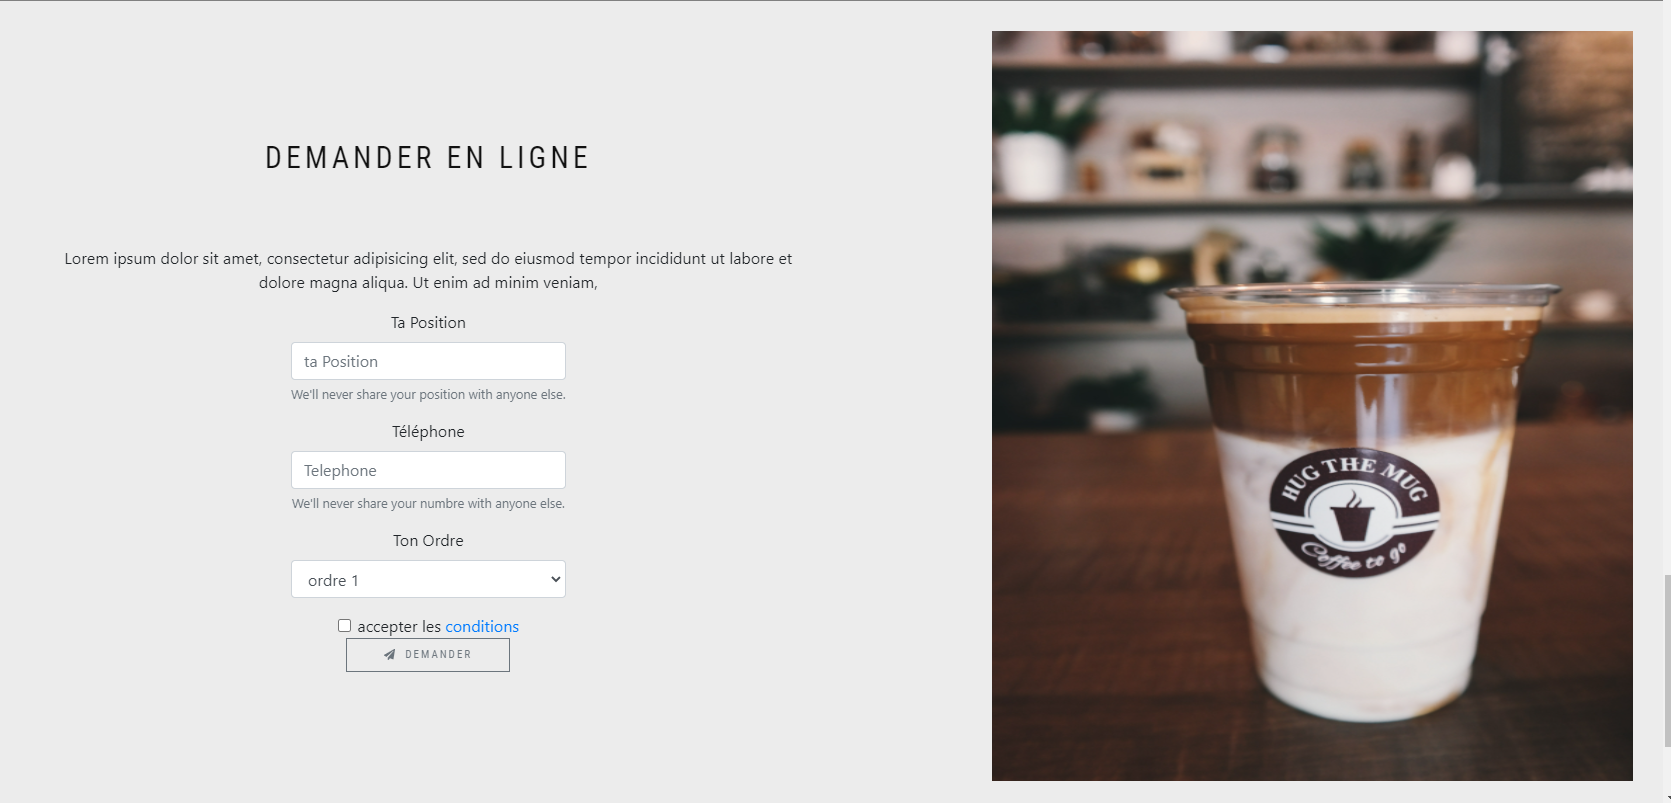 DEMANDER EN LIGNE
Lorem ipsum dolor sit amet, consectetur adipisicing elit, sed do eiusmod tempor incididunt ut labore et
dolore magna aliqua. Ut enim ad minim veniam,
Ta Position
ta Position
We'll never share your position with anyone else.
Téléphone
Telephone
We'll never share your numbre with anyone else.
Ton Ordre
ordre 1
accepter les conditions
DEMANDER
HUG THE MUG
Coffee to go